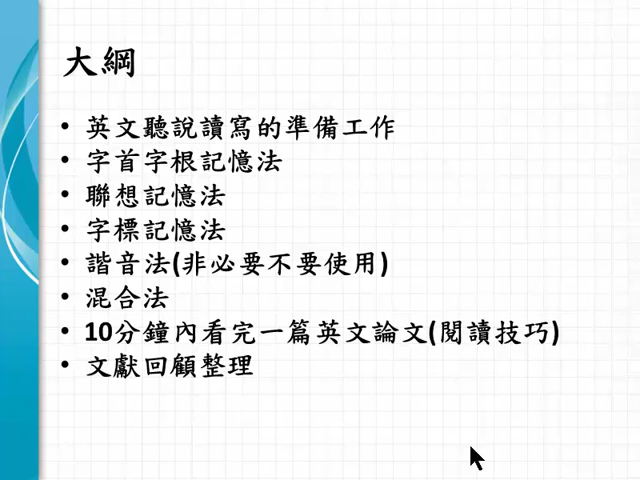 大綱
• 英文聽說讀寫的準備工作
• 字首字根記憶法
• 聯想記憶法
• 字標記憶法
• 諧音法(非必要不要使用)
• 混合法
• 10分鐘內看完一篇英文論文(閱讀技巧)
• 文獻回顧整理